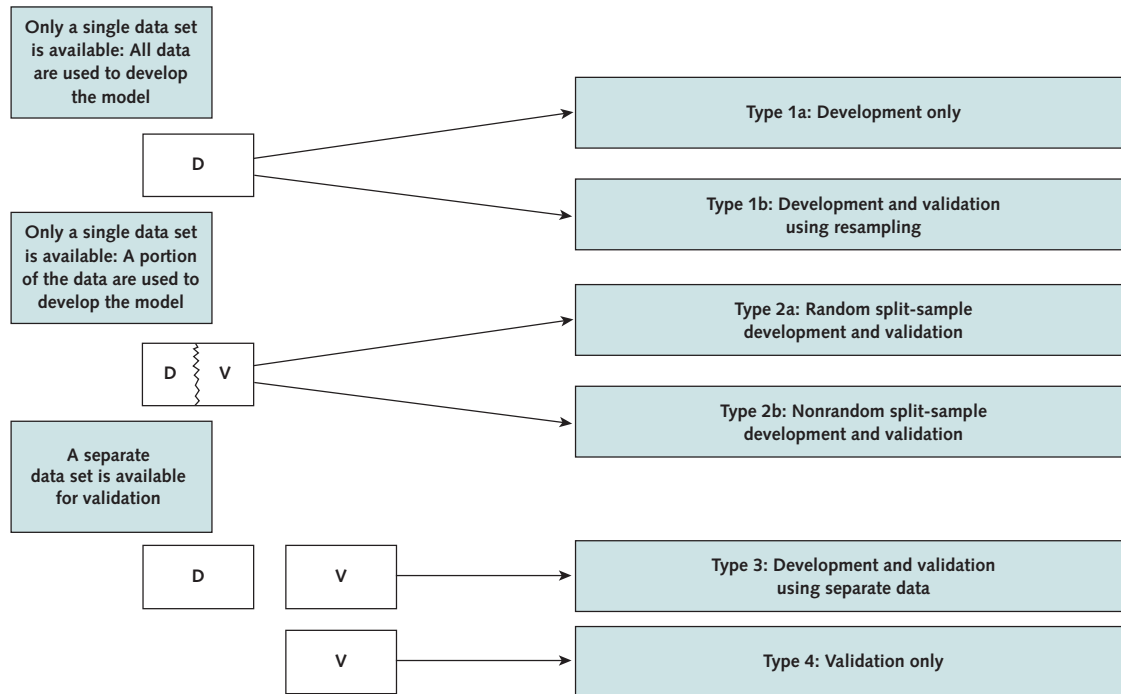 Only a single data set
is available: All data
are used to develop
the model
Type 1a: Development only
D
Type 1b: Development and validation
using resampling
Only a single data set
is available: A portion
of the data are used to
develop the model
Type 2a: Random split-sample
development and validation
D V
Type 2b: Nonrandom split-sample
development and validation
A separate
data set is available
for validation
D V
Type 3: Development and validation
using separate data
V
Type 4: Validation only